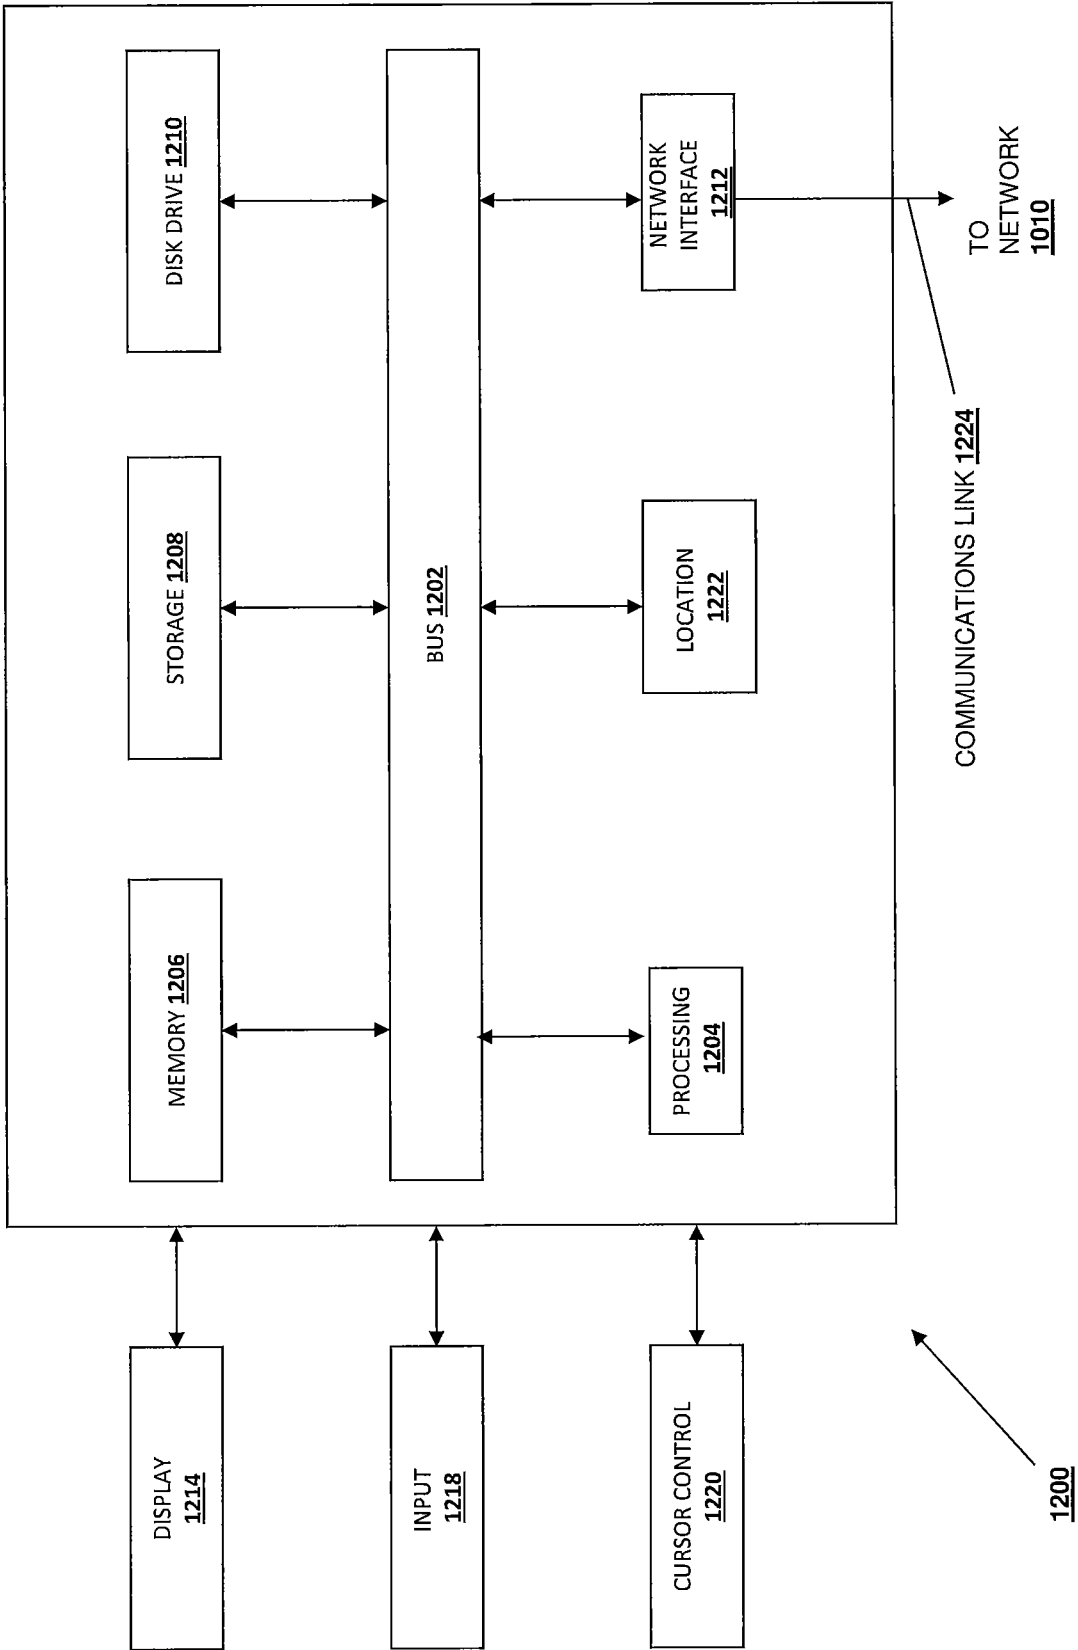 DISPLAY
1214
MEMORY 1206
STORAGE 1208
DISK DRIVE 1210
INPUT
1218
BUS 1202
CURSOR CONTROL
1220
PROCESSING
1204
LOCATION
1222
NETWORK
INTERFACE
1212
COMMUNICATIONS LINK 1224
TO
NETWORK
1010
1200